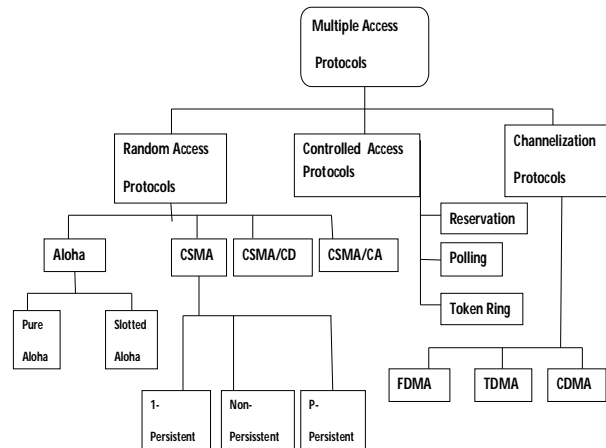 Multiple Access
Protocols
Random Access
Protocols
Controlled Access
Protocols
Channelization
Protocols
Reservation
Polling
Token Ring
Aloha
CSMA
CSMA/CD
CSMA/CA
Pure
Aloha
Slotted
Aloha
FDMA
TDMA
CDMA
1-
Persistent
Non-
Persisstent
P-
Persistent